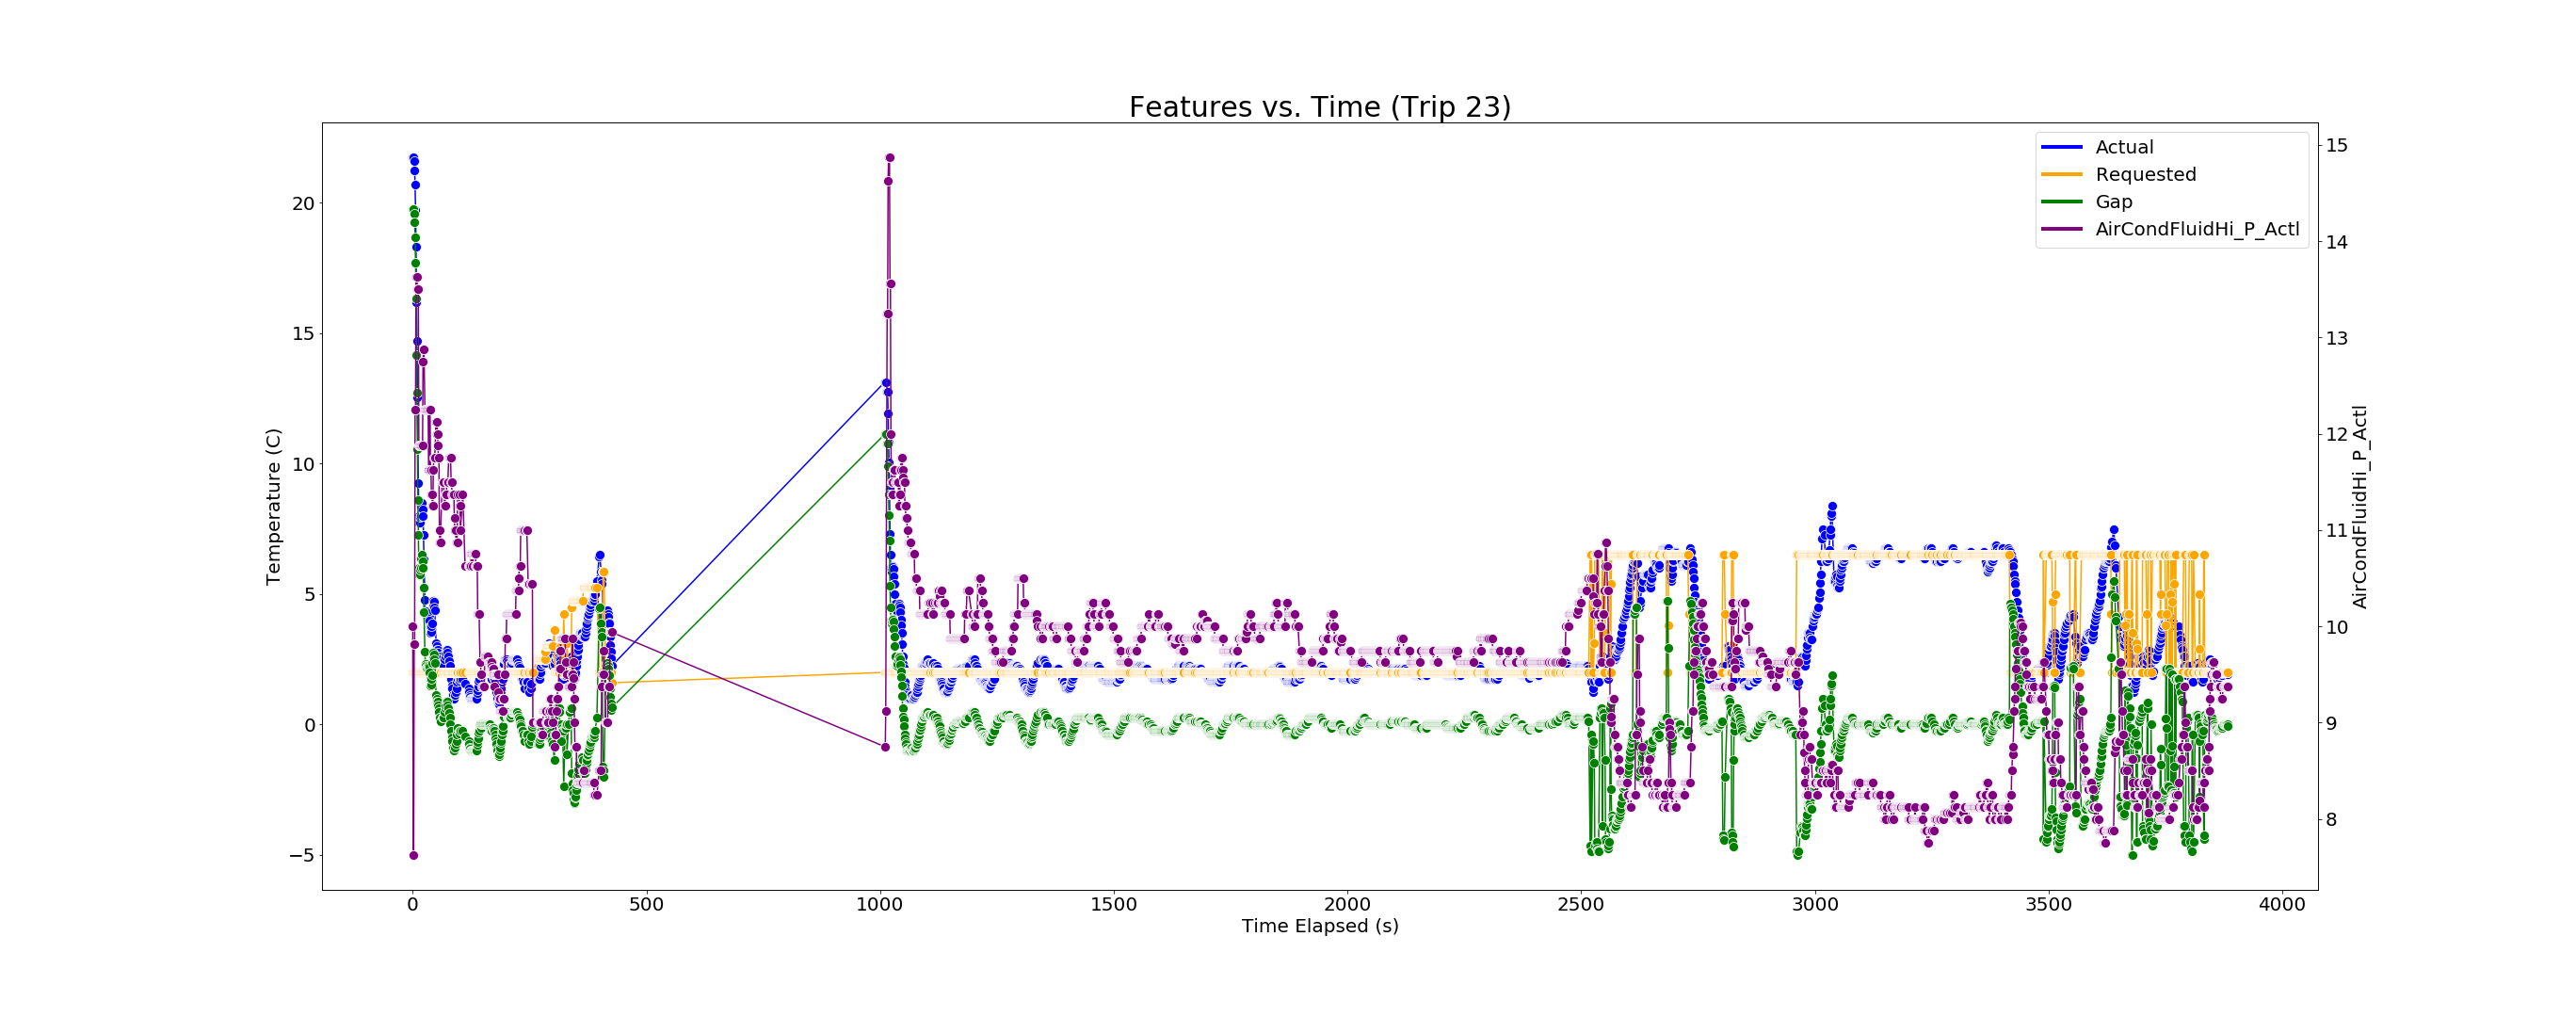 Features vs. Time (Trip 23)
Actual
Requested
Gap
AirCondFluidHi_P_Actl
20
15
10
5
0
−5
Temperature (C)
15
14
13
12
11
10
9
8
AirCondFluidHi_P_Actl
0 500 1000 1500 2000 2500 3000 3500 4000
Time Elapsed (s)